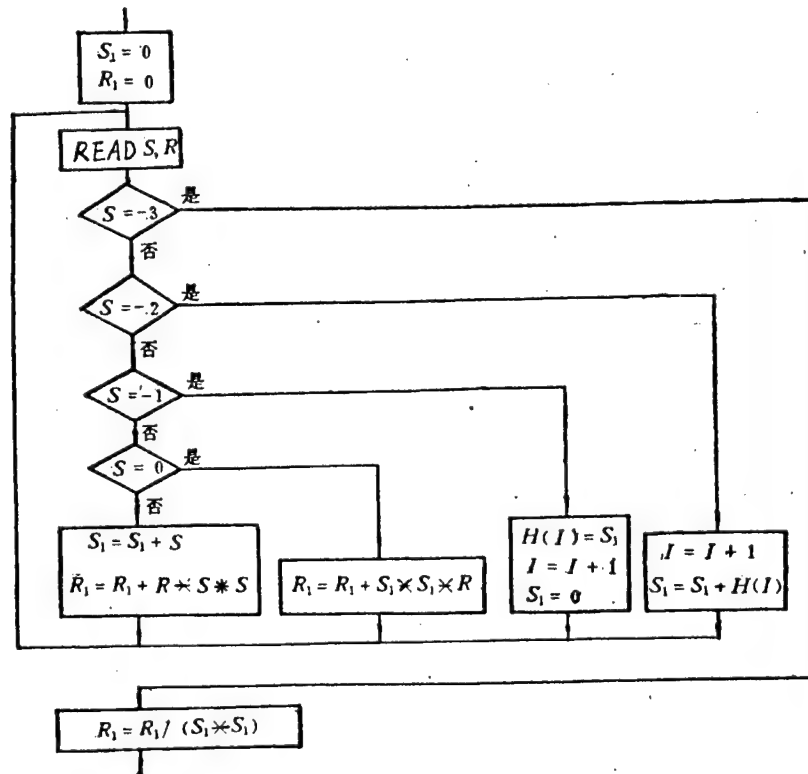 S₁ = 0
R₁ = 0
READ S, R
S = -3
是
否
S = -2
是
否
S = -1
是
否
S = 0
是
否
S₁ = S₁ + S
R₁ = R₁ + R * S * S
R₁ = R₁ + S₁ * S₁ * R
H(I) = S₁
I = I + 1
S₁ = 0
I = I + 1
S₁ = S₁ + H(I)
R₁ = R₁ / (S₁ * S₁)